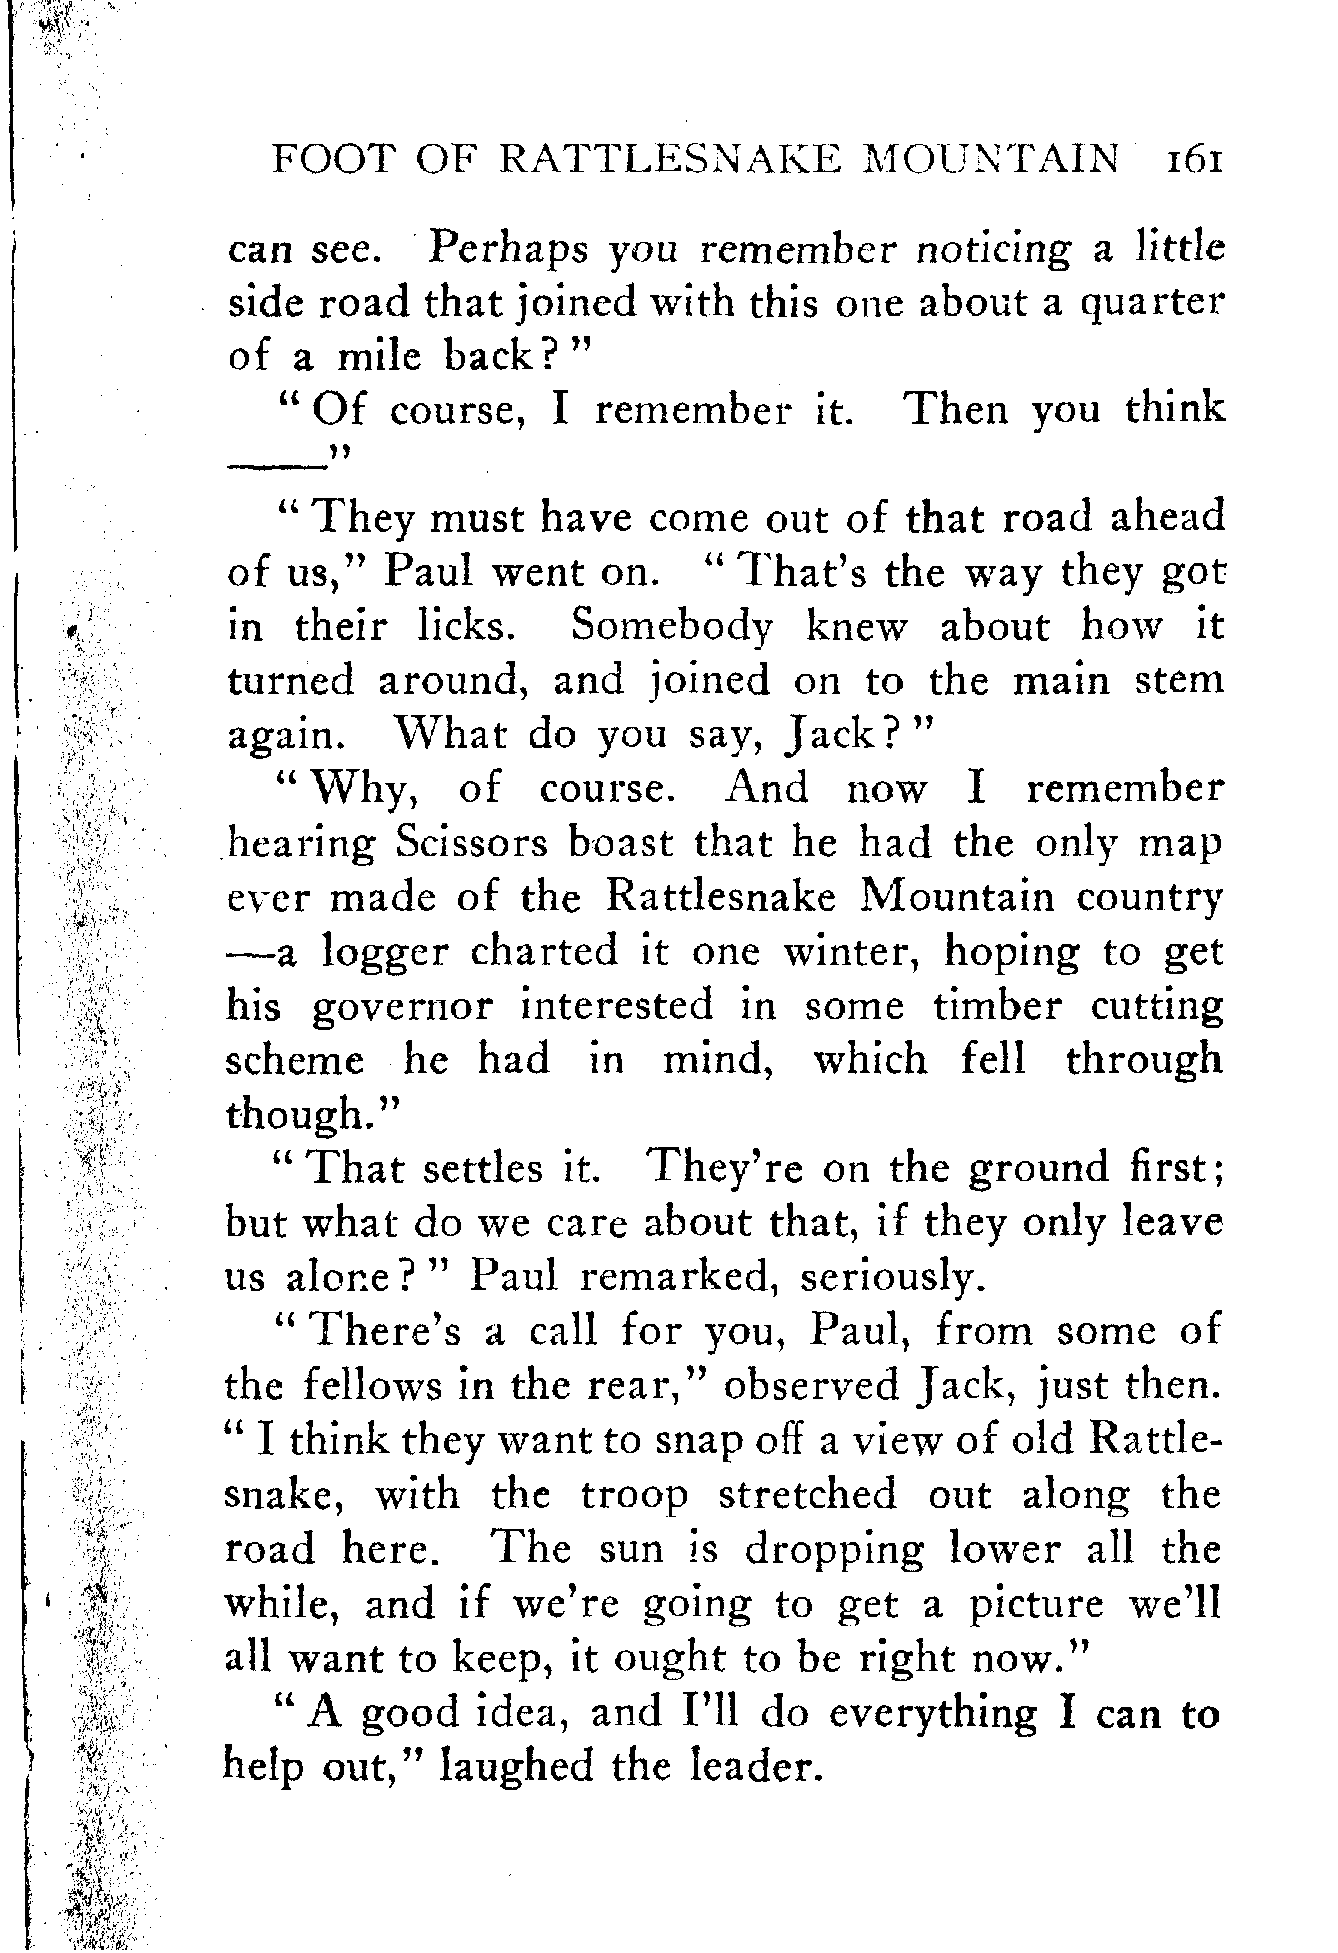 FOOT OF RATTLESNAKE MOUNTAIN 161
can see. Perhaps you remember noticing a little
side road that joined with this one about a quarter
of a mile back?"
"Of course, I remember it. Then you think
——"
"They must have come out of that road ahead
of us," Paul went on. "That's the way they got
in their licks. Somebody knew about how it
turned around, and joined on to the main stem
again. What do you say, Jack?"
"Why, of course. And now I remember
hearing Scissors boast that he had the only map
ever made of the Rattlesnake Mountain country
—a logger charted it one winter, hoping to get
his governor interested in some timber cutting
scheme he had in mind, which fell through
though."
"That settles it. They're on the ground first;
but what do we care about that, if they only leave
us alone?" Paul remarked, seriously.
"There's a call for you, Paul, from some of
the fellows in the rear," observed Jack, just then.
"I think they want to snap off a view of old Rattle-
snake, with the troop stretched out along the
road here. The sun is dropping lower all the
while, and if we're going to get a picture we'll
all want to keep, it ought to be right now."
"A good idea, and I'll do everything I can to
help out," laughed the leader.